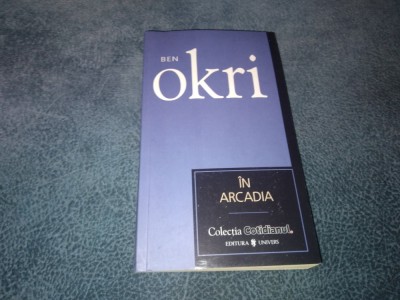 BEN
okri
ÎN
ARCADIA
Colecția Cotidianul.
EDITURA UNIVERS